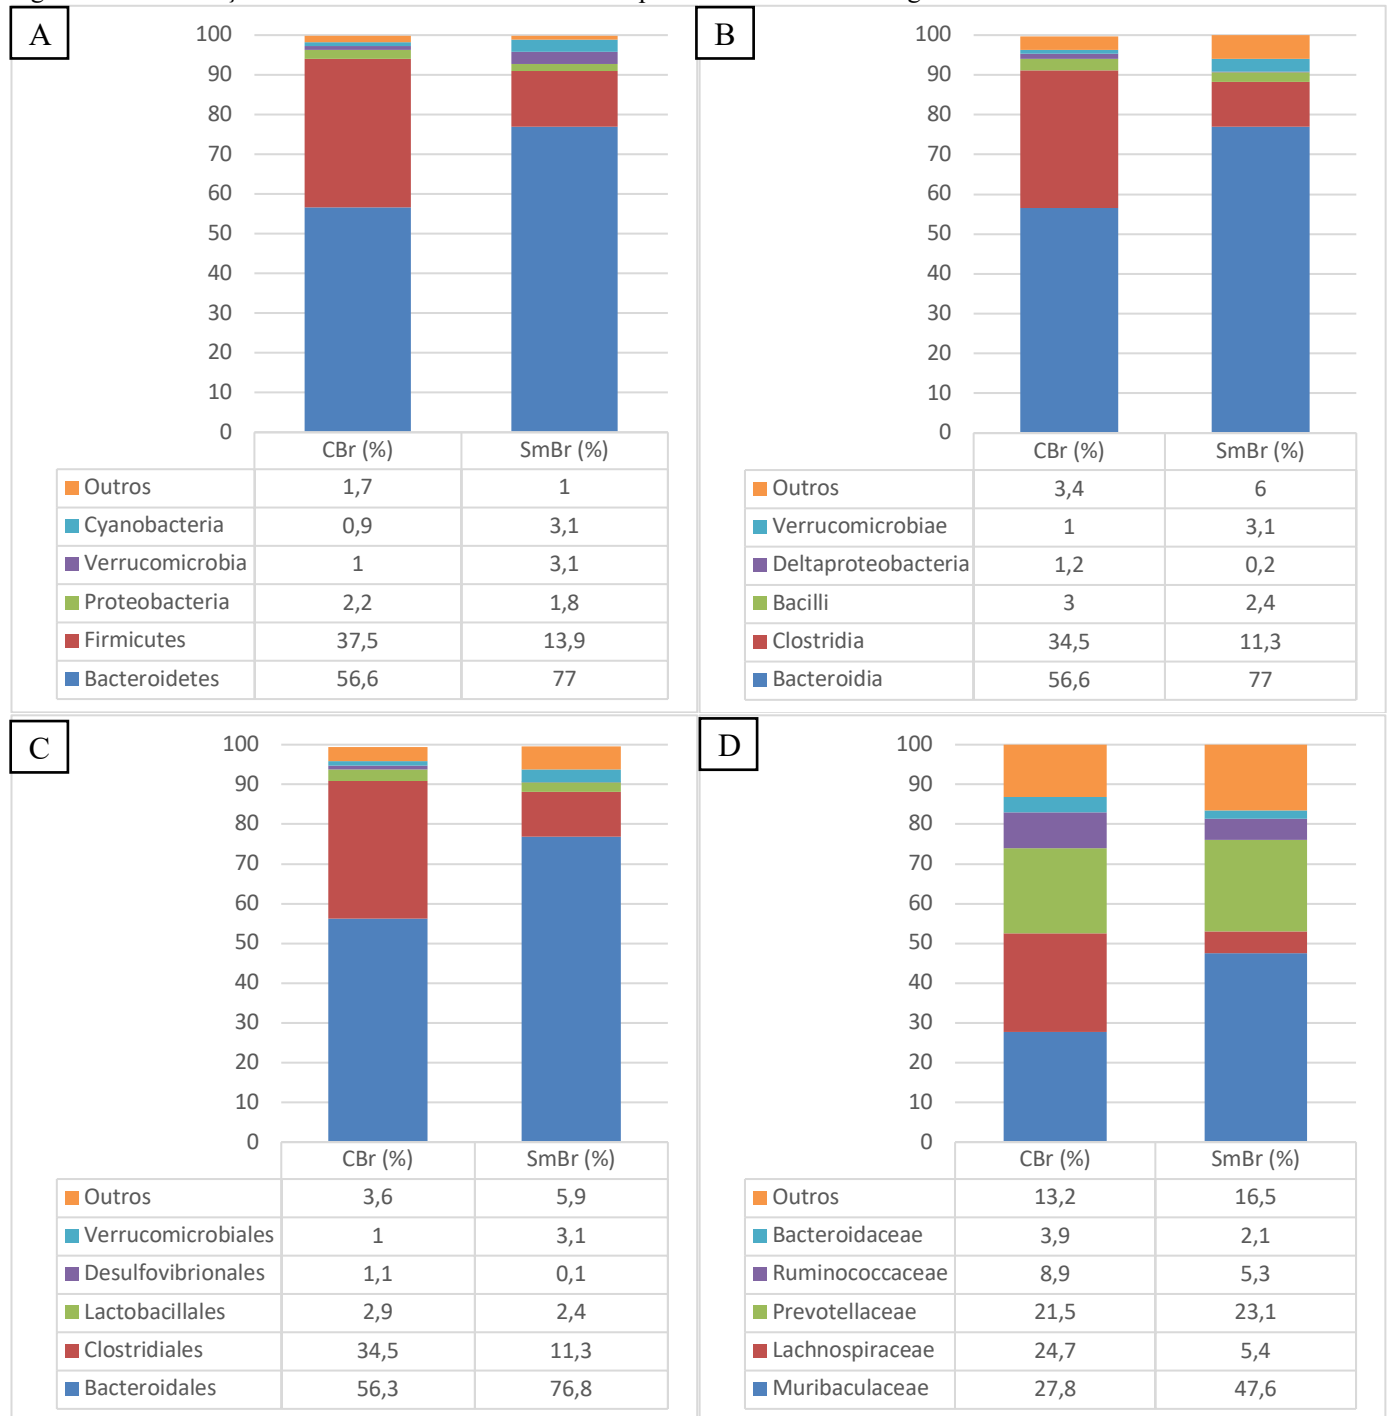 A
100
90
80
70
60
50
40
30
20
10
0
CBr (%) SmBr (%)
Outros 1,7 1
Cyanobacteria 0,9 3,1
Verrucomicrobia 1 3,1
Proteobacteria 2,2 1,8
Firmicutes 37,5 13,9
Bacteroidetes 56,6 77
B
100
90
80
70
60
50
40
30
20
10
0
CBr (%) SmBr (%)
Outros 3,4 6
Verrucomicrobiae 1 3,1
Deltaproteobacteria 1,2 0,2
Bacilli 3 2,4
Clostridia 34,5 11,3
Bacteroidia 56,6 77
C
100
90
80
70
60
50
40
30
20
10
0
CBr (%) SmBr (%)
Outros 3,6 5,9
Verrucomicrobiales 1 3,1
Desulfovibrionales 1,1 0,1
Lactobacillales 2,9 2,4
Clostridiales 34,5 11,3
Bacteroidales 56,3 76,8
D
100
90
80
70
60
50
40
30
20
10
0
CBr (%) SmBr (%)
Outros 13,2 16,5
Bacteroidaceae 3,9 2,1
Ruminococcaceae 8,9 5,3
Prevotellaceae 21,5 23,1
Lachnospiraceae 24,7 5,4
Muribaculaceae 27,8 47,6